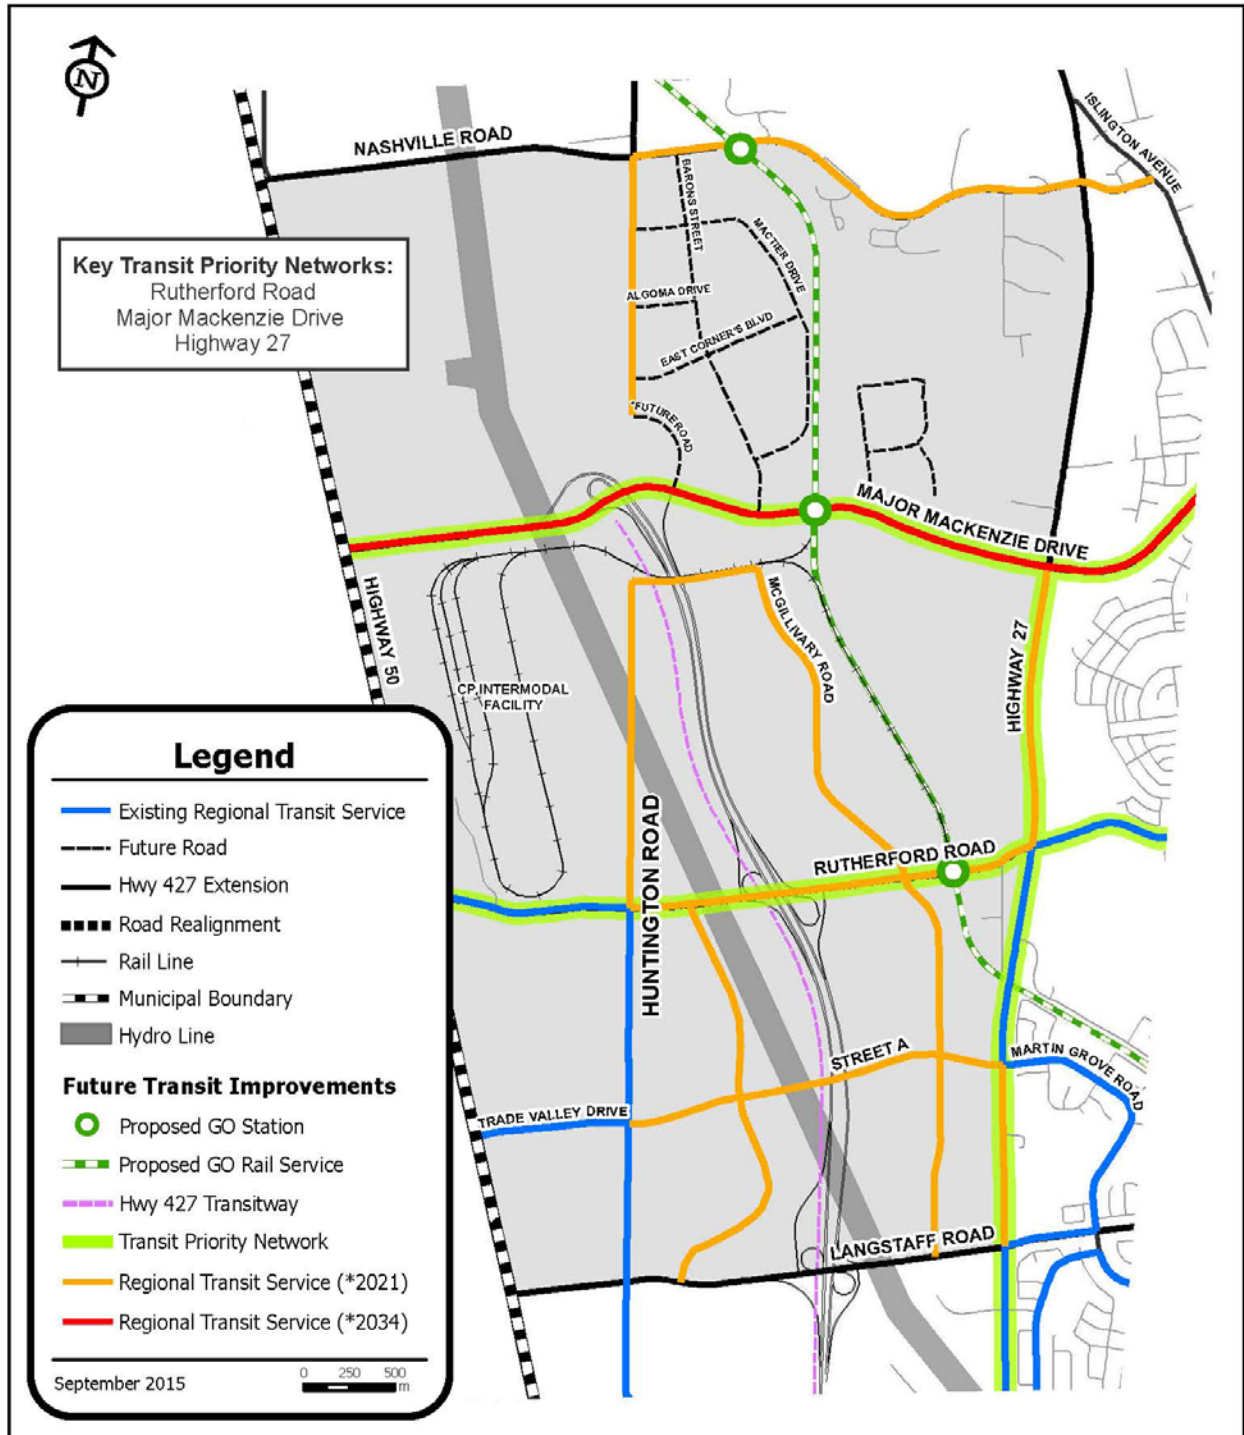 N
NASHVILLE ROAD
ISLINGTON AVENUE
BARONS STREET
MACTIER DRIVE
Key Transit Priority Networks:
Rutherford Road
Major Mackenzie Drive
Highway 27
ALGOMA DRIVE
EAST CORNER'S BLVD
*FUTURE ROAD
MAJOR MACKENZIE DRIVE
HIGHWAY 50
MCGILLIVARY ROAD
HIGHWAY 27
CP INTERMODAL
FACILITY
HUNTINGTON ROAD
RUTHERFORD ROAD
STREET A
MARTIN GROVE ROAD
TRADE VALLEY DRIVE
LANGSTAFF ROAD
Legend
Existing Regional Transit Service
Future Road
Hwy 427 Extension
Road Realignment
Rail Line
Municipal Boundary
Hydro Line
Future Transit Improvements
Proposed GO Station
Proposed GO Rail Service
Hwy 427 Transitway
Transit Priority Network
Regional Transit Service (*2021)
Regional Transit Service (*2034)
September 2015
0 250 500
m